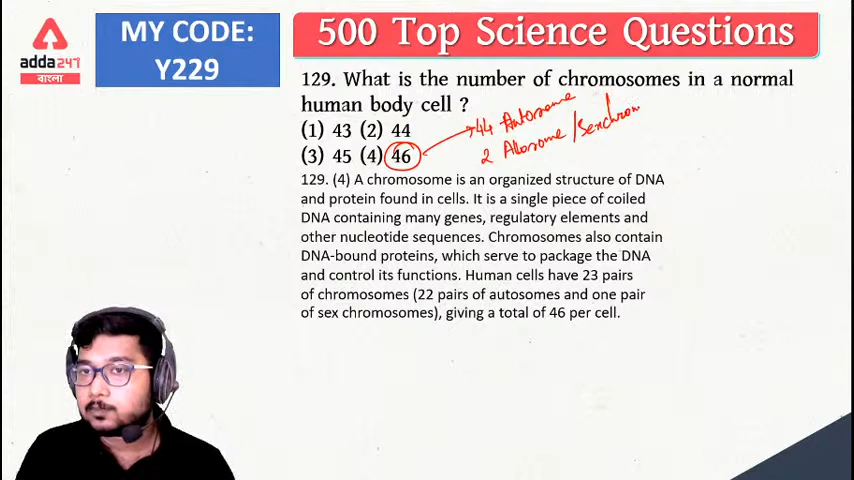 adda247
বাংলা
MY CODE:
Y229
500 Top Science Questions
129. What is the number of chromosomes in a normal
human body cell ?
(1) 43 (2) 44
(3) 45 (4) 46
44 Autosome
2 Allosome /Sexchrom
129. (4) A chromosome is an organized structure of DNA
and protein found in cells. It is a single piece of coiled
DNA containing many genes, regulatory elements and
other nucleotide sequences. Chromosomes also contain
DNA-bound proteins, which serve to package the DNA
and control its functions. Human cells have 23 pairs
of chromosomes (22 pairs of autosomes and one pair
of sex chromosomes), giving a total of 46 per cell.